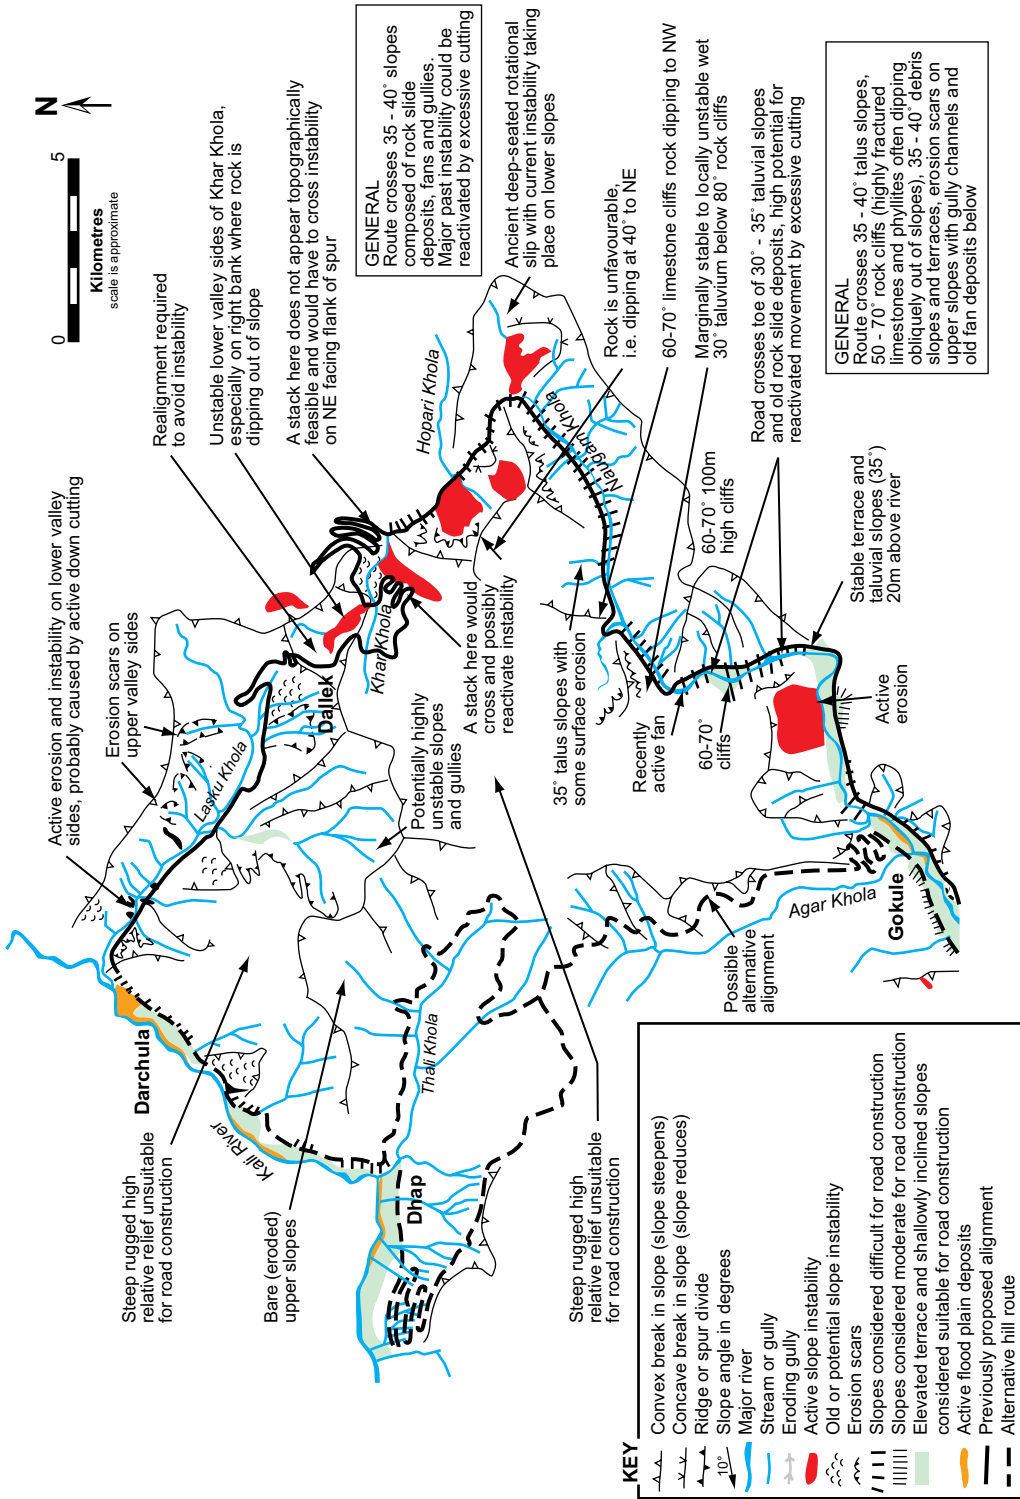 Active erosion and instability on lower valley
sides, probably caused by active down cutting
Erosion scars on
upper valley sides
Realignment required
to avoid instability
Unstable lower valley sides of Khar Khola,
especially on right bank where rock is
dipping out of slope
A stack here does not appear topographically
feasible and would have to cross instability
on NE facing flank of spur
0
5
Kilometres
scale is approximate
N
GENERAL
Route crosses 35 - 40° slopes
composed of rock slide
deposits, fans and gullies.
Major past instability could be
reactivated by excessive cutting
Ancient deep-seated rotational
slip with current instability taking
place on lower slopes
Rock is unfavourable,
i.e. dipping at 40° to NE
60-70° limestone cliffs rock dipping to NW
Marginally stable to locally unstable wet
30° taluvium below 80° rock cliffs
Road crosses toe of 30° - 35° taluvial slopes
and old rock slide deposits, high potential for
reactivated movement by excessive cutting
GENERAL
Route crosses 35 - 40° talus slopes,
50 - 70° rock cliffs (highly fractured
limestones and phyllites often dipping
obliquely out of slopes), 35 - 40° debris
slopes and terraces, erosion scars on
upper slopes with gully channels and
old fan deposits below
Darchula
Kali River
Lasku Khola
Dallek
Khar Khola
Hopari Khola
Naugarn Khola
Potentially highly
unstable slopes
and gullies
A stack here would
cross and possibly
reactivate instability
35° talus slopes with
some surface erosion
Recently
active fan
60-70°
cliffs
60-70° 100m
high cliffs
Stable terrace and
taluvial slopes (35°)
20m above river
Active
erosion
Steep rugged high
relative relief unsuitable
for road construction
Bare (eroded)
upper slopes
Dhap
Thali Khola
Steep rugged high
relative relief unsuitable
for road construction
Possible
alternative
alignment
Agar Khola
Gokule
KEY
Convex break in slope (slope steepens)
Concave break in slope (slope reduces)
Ridge or spur divide
10° Slope angle in degrees
Major river
Stream or gully
Eroding gully
Active slope instability
Old or potential slope instability
Erosion scars
Slopes considered difficult for road construction
Slopes considered moderate for road construction
Elevated terrace and shallowly inclined slopes
considered suitable for road construction
Active flood plain deposits
Previously proposed alignment
Alternative hill route